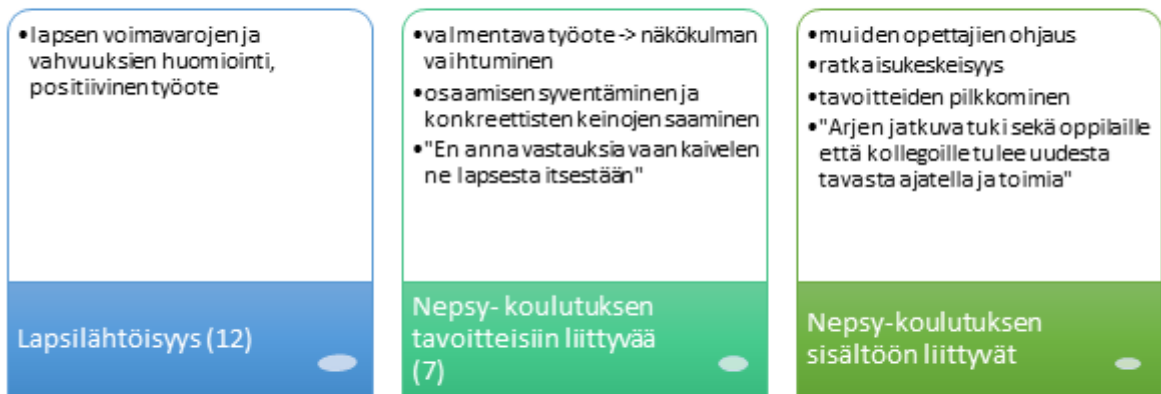 •lapsen voimavarojen ja
vahvuuksien huomiointi,
positiivinen työote
Lapsilähtöisyys (12)
•valmentava työote -> näkökulman
vaihtuminen
•osaamisen syventäminen ja
konkreettisten keinojen saaminen
•"En anna vastauksia vaan kaivelen
ne lapsesta itsestään"
Nepsy- koulutuksen
tavoitteisiin liittyvää
(7)
•muiden opettajien ohjaus
•ratkaisukeskeisyys
•tavoitteiden pilkkominen
•"Arjen jatkuva tuki sekä oppilaille
että kollegoille tulee uudesta
tavasta ajatella ja toimia"
Nepsy-koulutuksen
sisältöön liittyvät